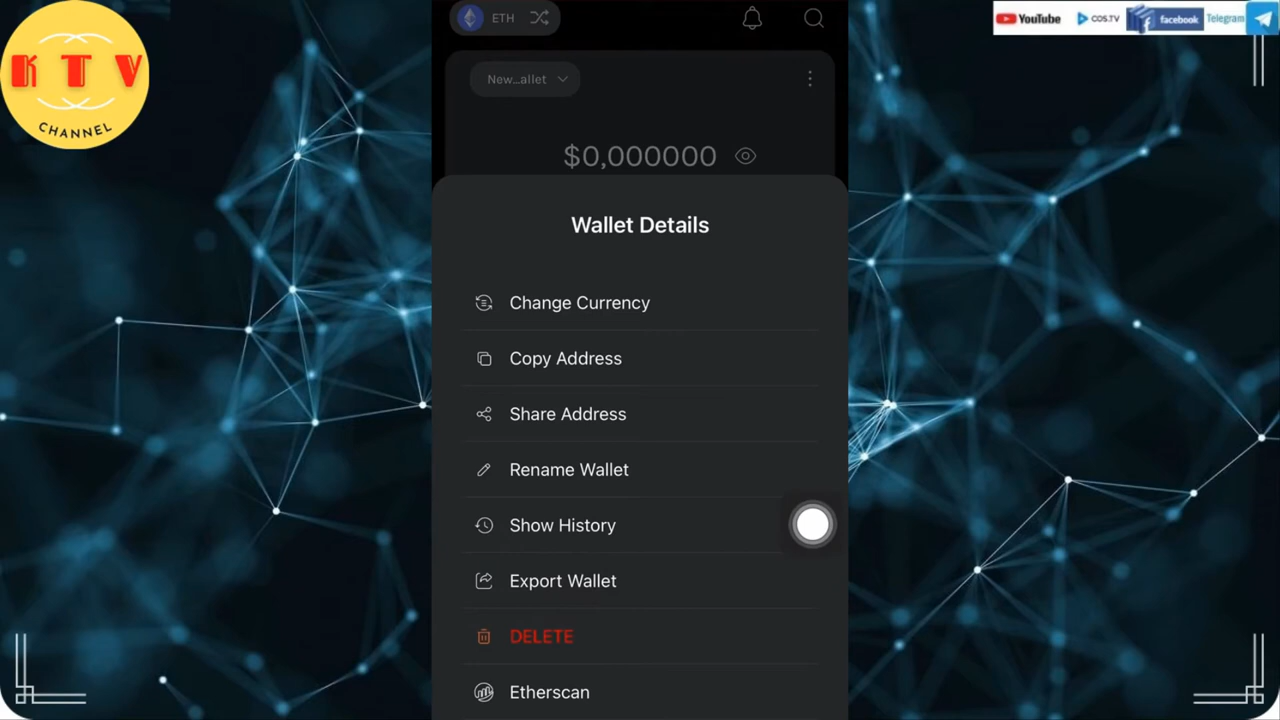 K T V
CHANNEL
YouTube
COS.TV
facebook
Telegram
ETH
New...allet
$0,000000
Wallet Details
Change Currency
Copy Address
Share Address
Rename Wallet
Show History
Export Wallet
DELETE
Etherscan